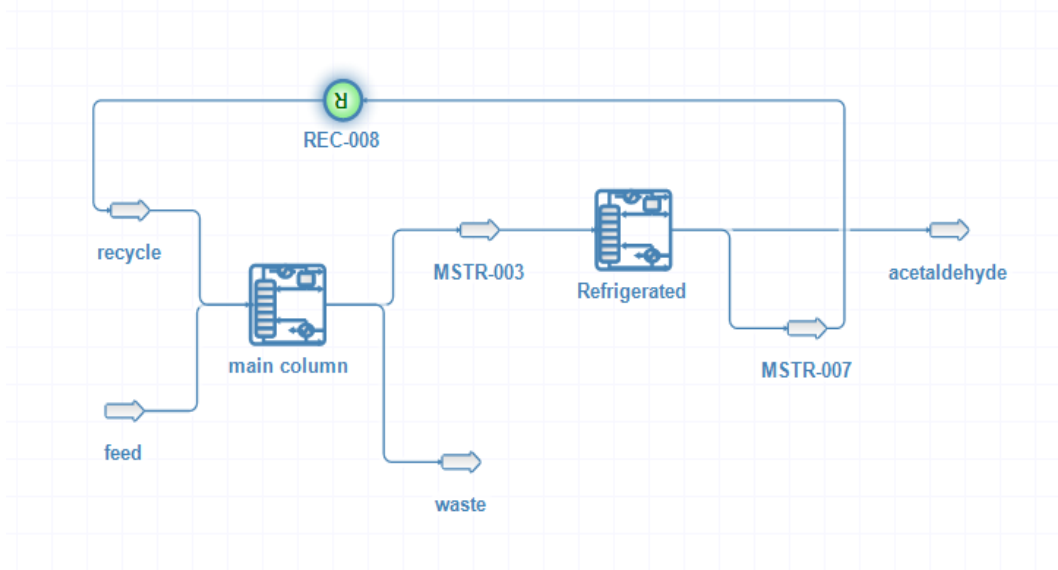 R
REC-008
recycle
MSTR-003
Refrigerated
acetaldehyde
main column
MSTR-007
feed
waste